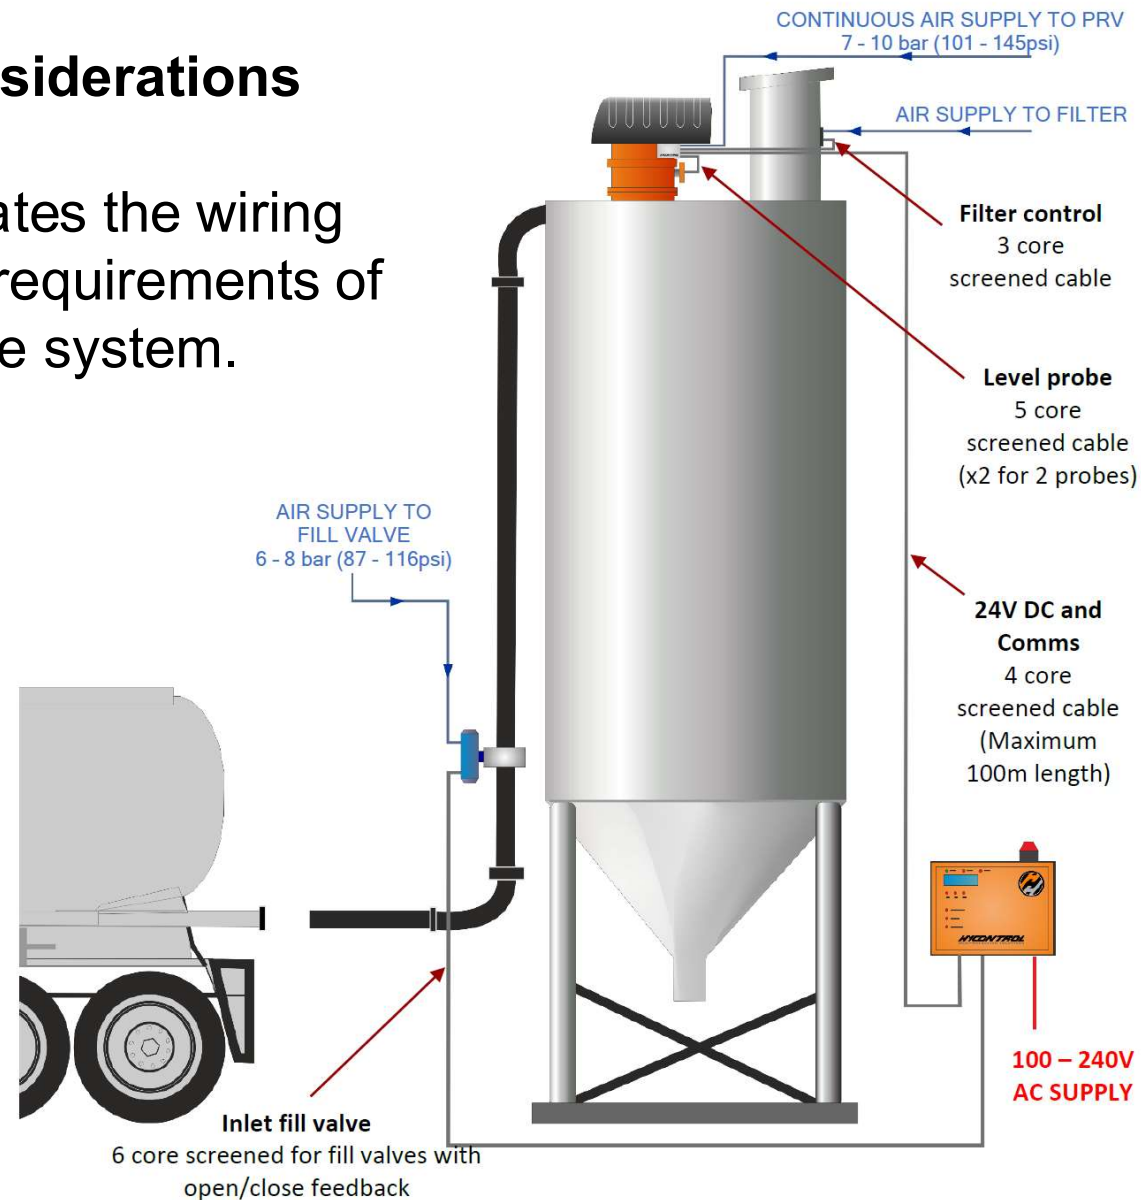 siderations
ates the wiring
requirements of
e system.
CONTINUOUS AIR SUPPLY TO PRV
7 - 10 bar (101 - 145psi)
AIR SUPPLY TO FILTER
Filter control
3 core
screened cable
Level probe
5 core
screened cable
(x2 for 2 probes)
AIR SUPPLY TO
FILL VALVE
6 - 8 bar (87 - 116psi)
24V DC and
Comms
4 core
screened cable
(Maximum
100m length)
HYCONTROL
100 – 240V
AC SUPPLY
Inlet fill valve
6 core screened for fill valves with
open/close feedback